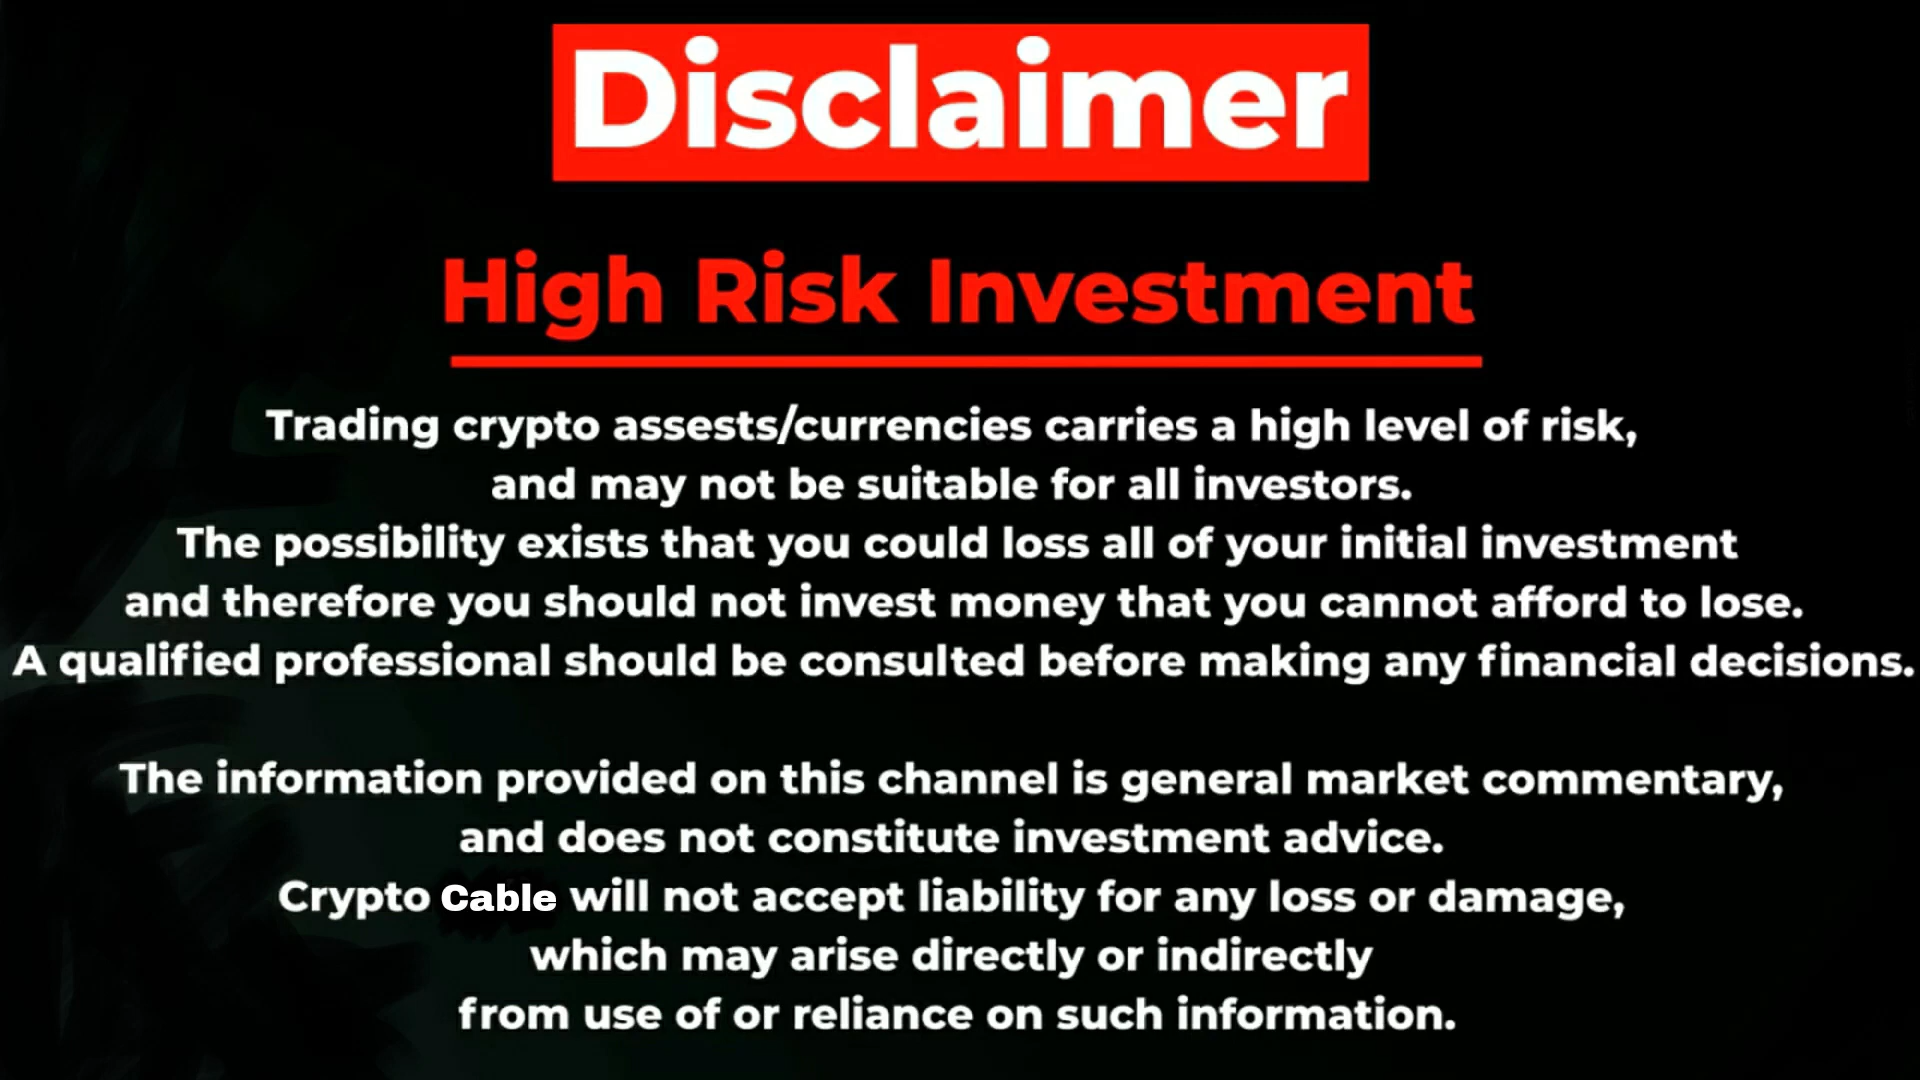 Disclaimer
High Risk Investment
Trading crypto assests/currencies carries a high level of risk,
and may not be suitable for all investors.
The possibility exists that you could loss all of your initial investment
and therefore you should not invest money that you cannot afford to lose.
A qualified professional should be consulted before making any financial decisions.
The information provided on this channel is general market commentary,
and does not constitute investment advice.
Crypto Cable will not accept liability for any loss or damage,
which may arise directly or indirectly
from use of or reliance on such information.